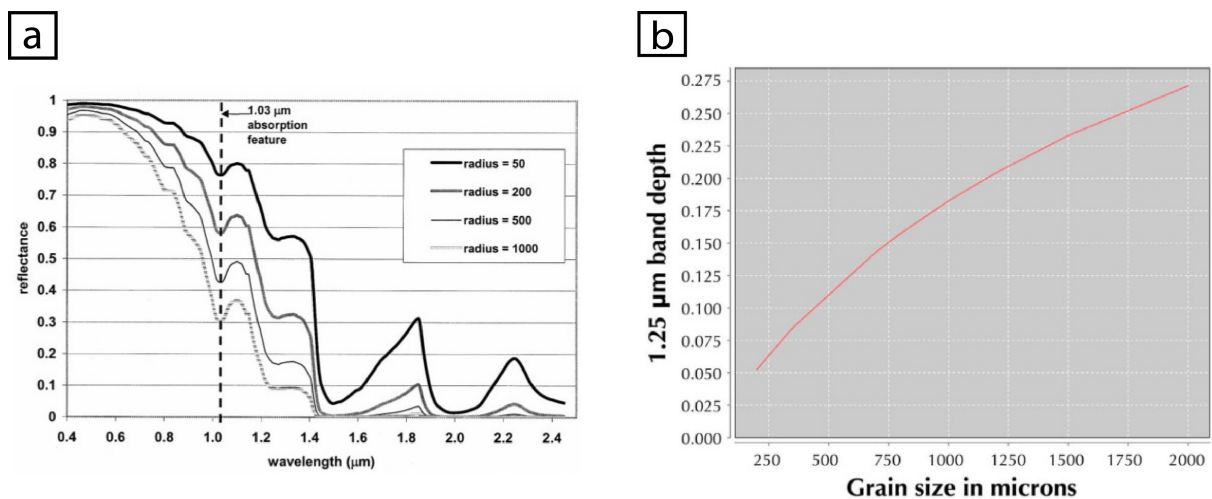 a
1
0.9
0.8
0.7
0.6
0.5
0.4
0.3
0.2
0.1
0
reflectance
1.03 µm
absorption
feature
radius = 50
radius = 200
radius = 500
radius = 1000
0.4 0.6 0.8 1.0 1.2 1.4 1.6 1.8 2.0 2.2 2.4
wavelength (µm)
b
0.275
0.250
0.225
0.200
0.175
0.150
0.125
0.100
0.075
0.050
0.025
0.000
1.25 µm band depth
250 500 750 1000 1250 1500 1750 2000
Grain size in microns